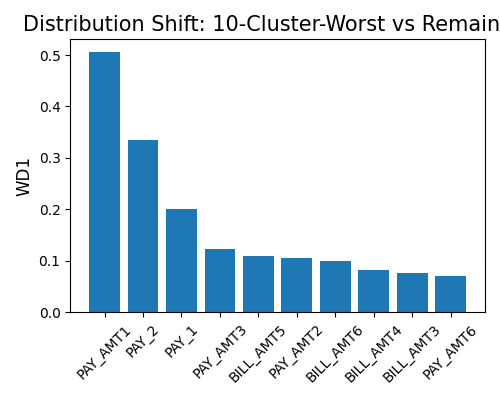 Distribution Shift: 10-Cluster-Worst vs Remain
0.5
0.4
0.3
0.2
0.1
0.0
WD1
PAY_AMT1
PAY_2
PAY_1
PAY_AMT3
BILL_AMT5
PAY_AMT2
BILL_AMT6
BILL_AMT4
BILL_AMT3
PAY_AMT6